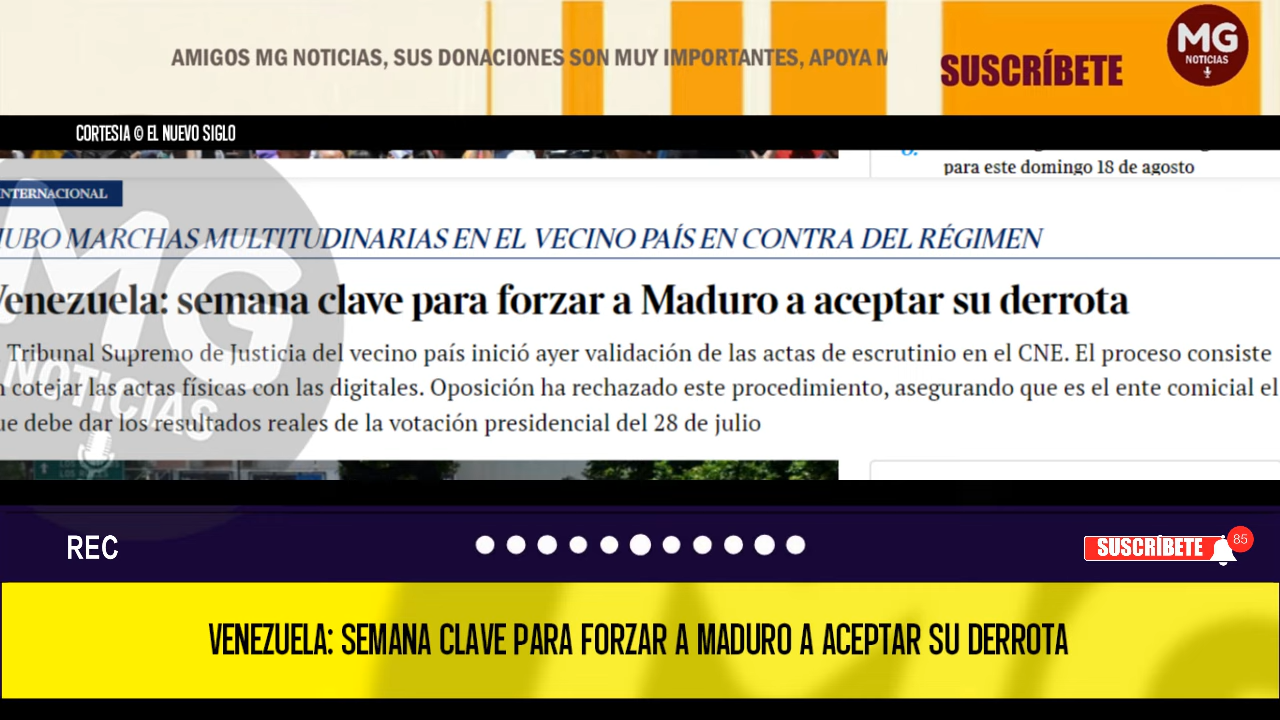 AMIGOS MG NOTICIAS, SUS DONACIONES SON MUY IMPORTANTES, APOYA
SUSCRÍBETE
MG
NOTICIAS
CORTESIA © EL NUEVO SIGLO
para este domingo 18 de agosto
INTERNACIONAL
HUBO MARCHAS MULTITUDINARIAS EN EL VECINO PAÍS EN CONTRA DEL RÉGIMEN
Venezuela: semana clave para forzar a Maduro a aceptar su derrota
Tribunal Supremo de Justicia del vecino país inició ayer validación de las actas de escrutinio en el CNE. El proceso consiste
cotejar las actas físicas con las digitales. Oposición ha rechazado este procedimiento, asegurando que es el ente comicial el
que debe dar los resultados reales de la votación presidencial del 28 de julio
MG
NOTICIAS
REC
SUSCRÍBETE
85
VENEZUELA: SEMANA CLAVE PARA FORZAR A MADURO A ACEPTAR SU DERROTA